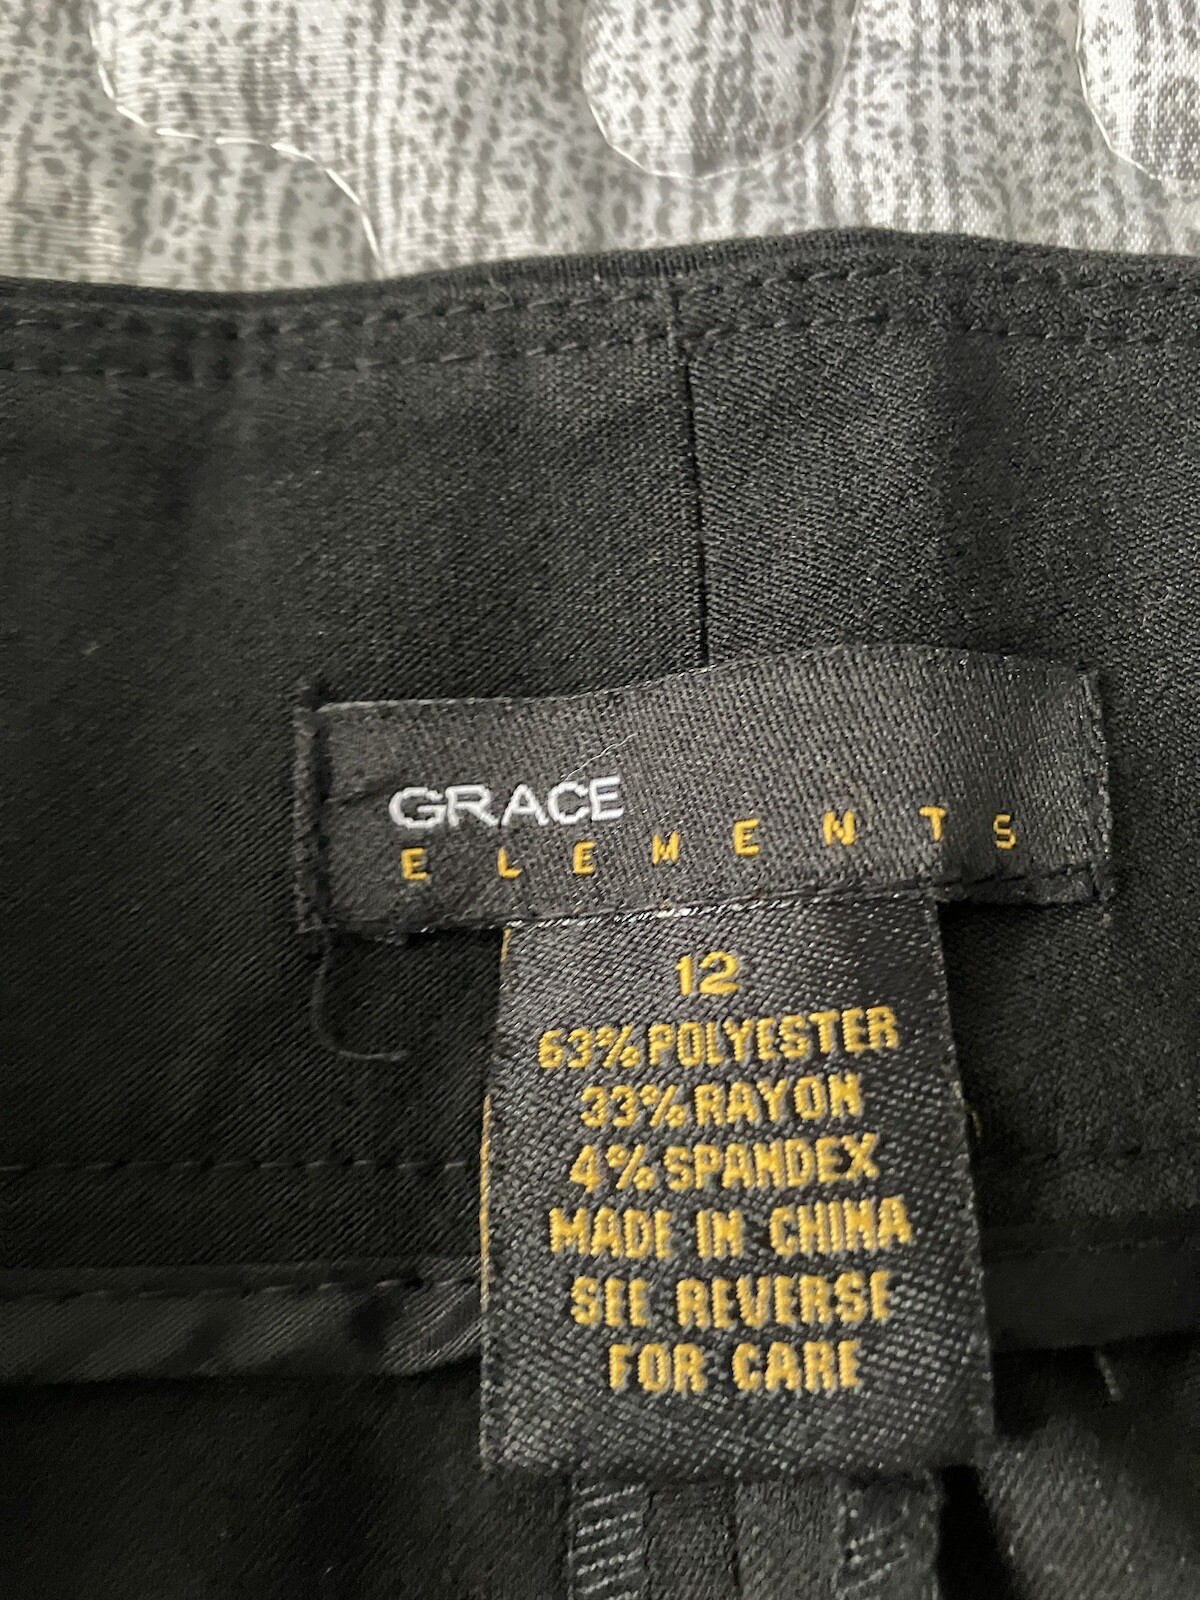 GRACE
ELEMENTS
12
63% POLYESTER
33% RAYON
4% SPANDEX
MADE IN CHINA
SEE REVERSE
FOR CARE